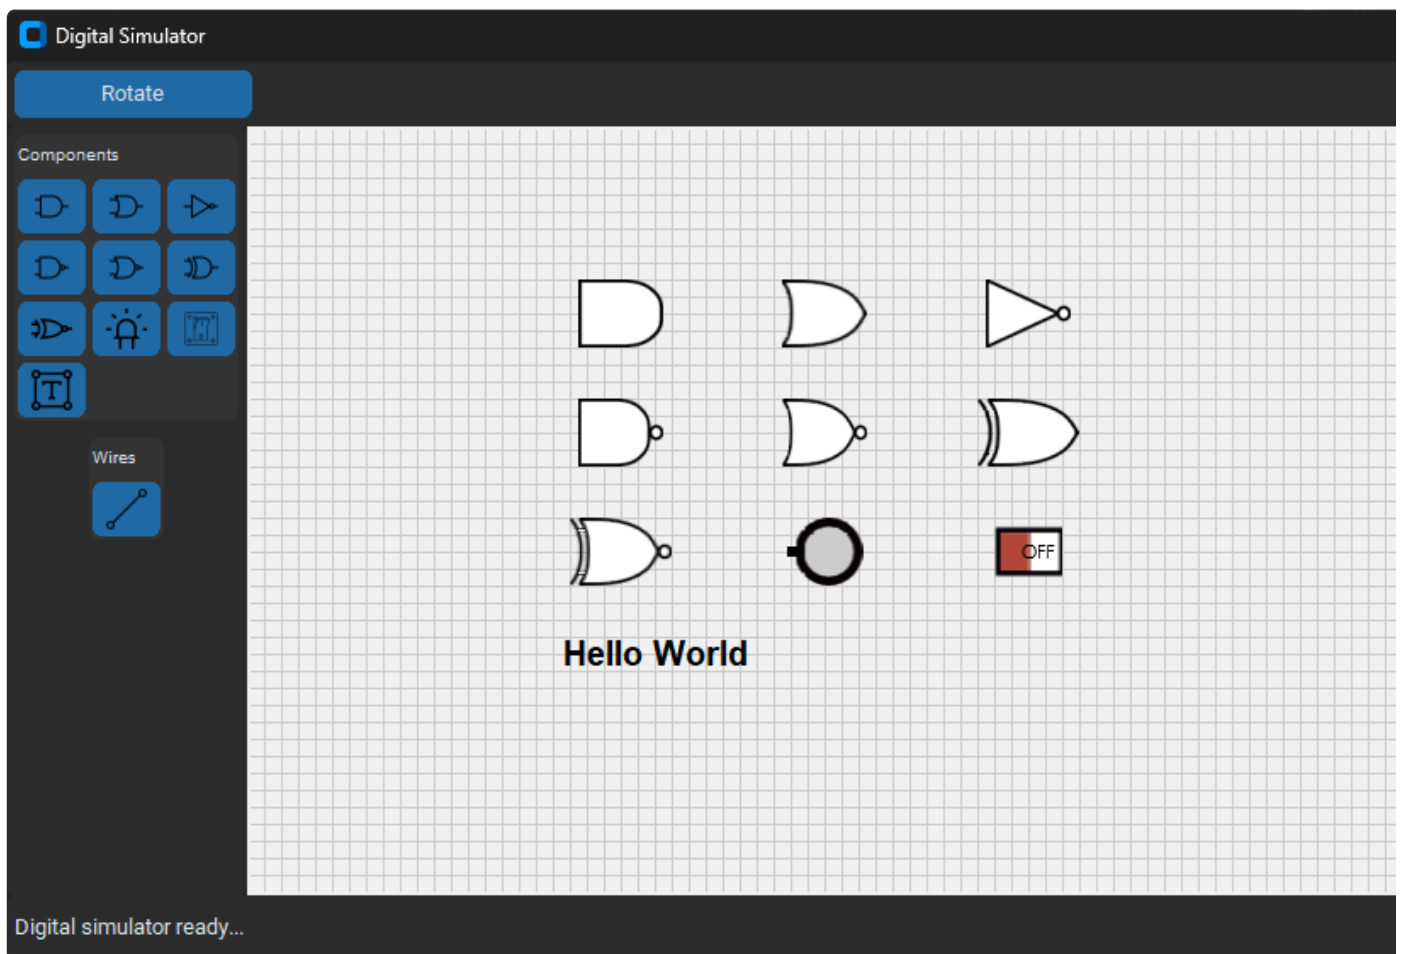 Digital Simulator
Rotate
Components
T
Wires
OFF
Hello World
Digital simulator ready...